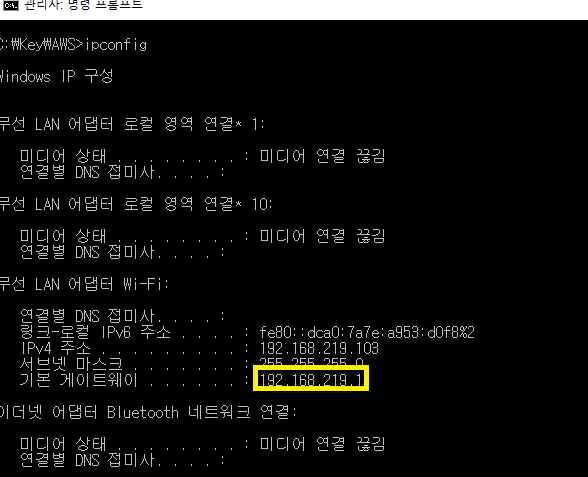 관리자: 명령 프롬프트
C:\Key\AWS>ipconfig
Windows IP 구성
무선 LAN 어댑터 로컬 영역 연결* 1:
미디어 상태 . . . . . . . . : 미디어 연결 끊김
연결별 DNS 접미사. . . . :
무선 LAN 어댑터 로컬 영역 연결* 10:
미디어 상태 . . . . . . . . : 미디어 연결 끊김
연결별 DNS 접미사. . . . :
무선 LAN 어댑터 Wi-Fi:
연결별 DNS 접미사. . . . :
링크-로컬 IPv6 주소 . . . . : fe80::dca0:7a7e:a953:d0f8%2
IPv4 주소 . . . . . . . . . : 192.168.219.103
서브넷 마스크 . . . . . . . : 255.255.255.0
기본 게이트웨이 . . . . . . : 192.168.219.1
이더넷 어댑터 Bluetooth 네트워크 연결:
미디어 상태 . . . . . . . . : 미디어 연결 끊김
연결별 DNS 접미사. . . . :